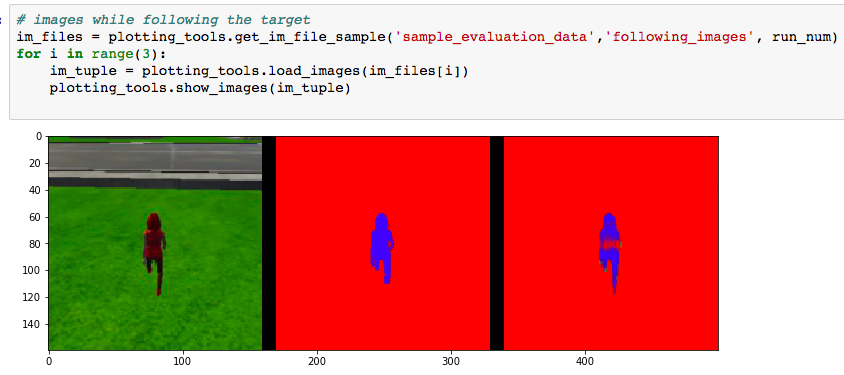 # images while following the target
im_files = plotting_tools.get_im_file_sample('sample_evaluation_data','following_images', run_num)
for i in range(3):
    im_tuple = plotting_tools.load_images(im_files[i])
    plotting_tools.show_images(im_tuple)
0
20
40
60
80
100
120
140
0 100 200 300 400